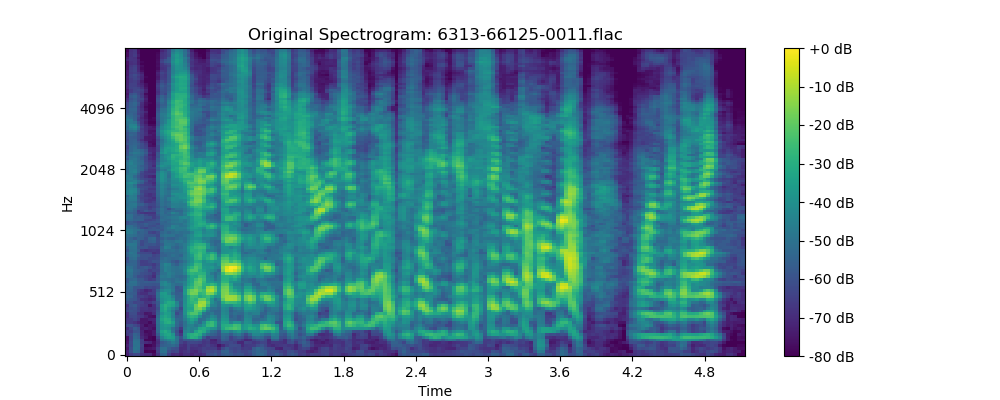 Original Spectrogram: 6313-66125-0011.flac
Hz
4096
2048
1024
512
0
0 0.6 1.2 1.8 2.4 3 3.6 4.2 4.8
Time
+0 dB
-10 dB
-20 dB
-30 dB
-40 dB
-50 dB
-60 dB
-70 dB
-80 dB